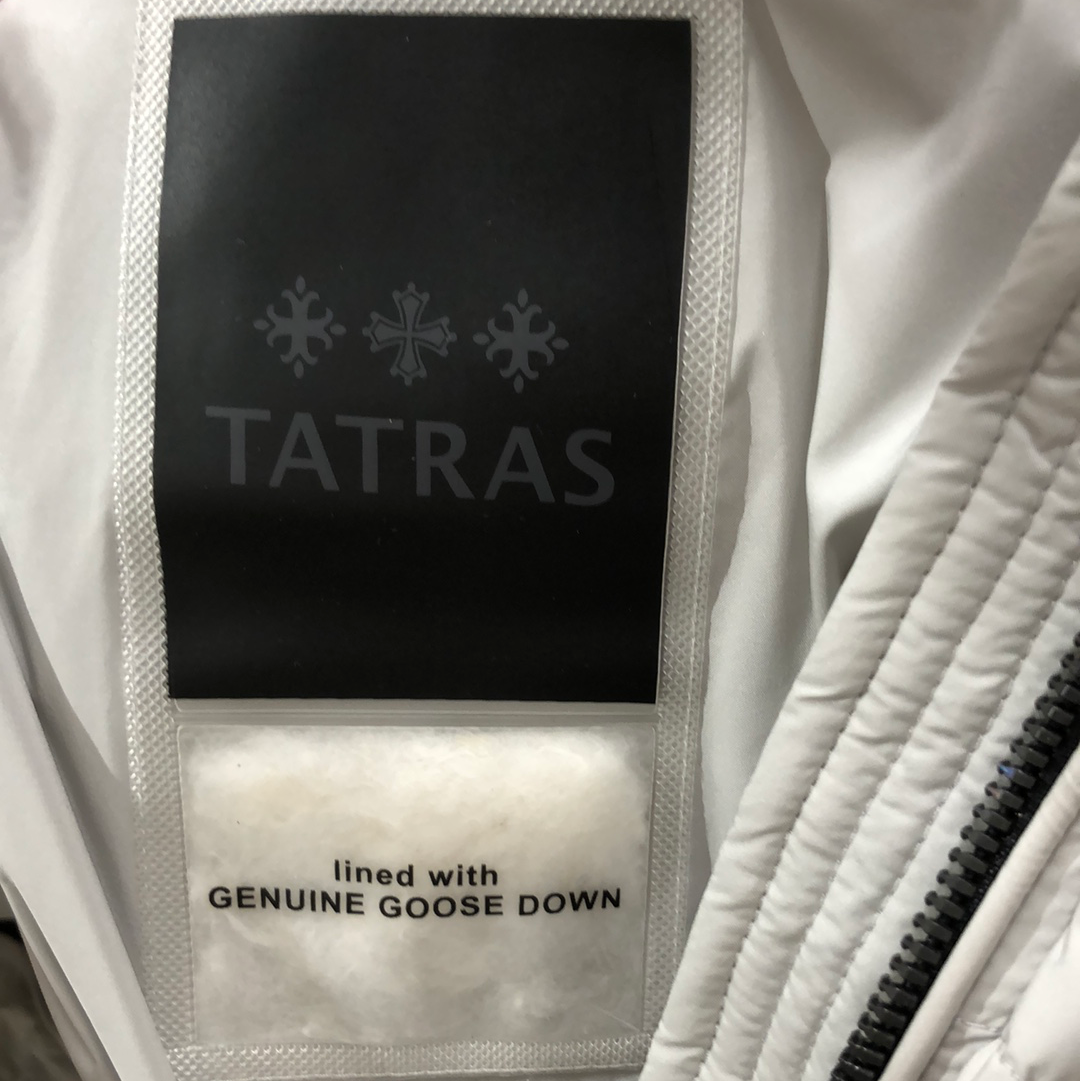 TATRAS
lined with
GENUINE GOOSE DOWN